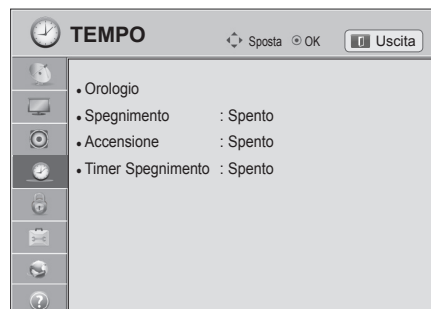 TEMPO Sposta OK Uscita
• Orologio
• Spegnimento : Spento
• Accensione : Spento
• Timer Spegnimento : Spento